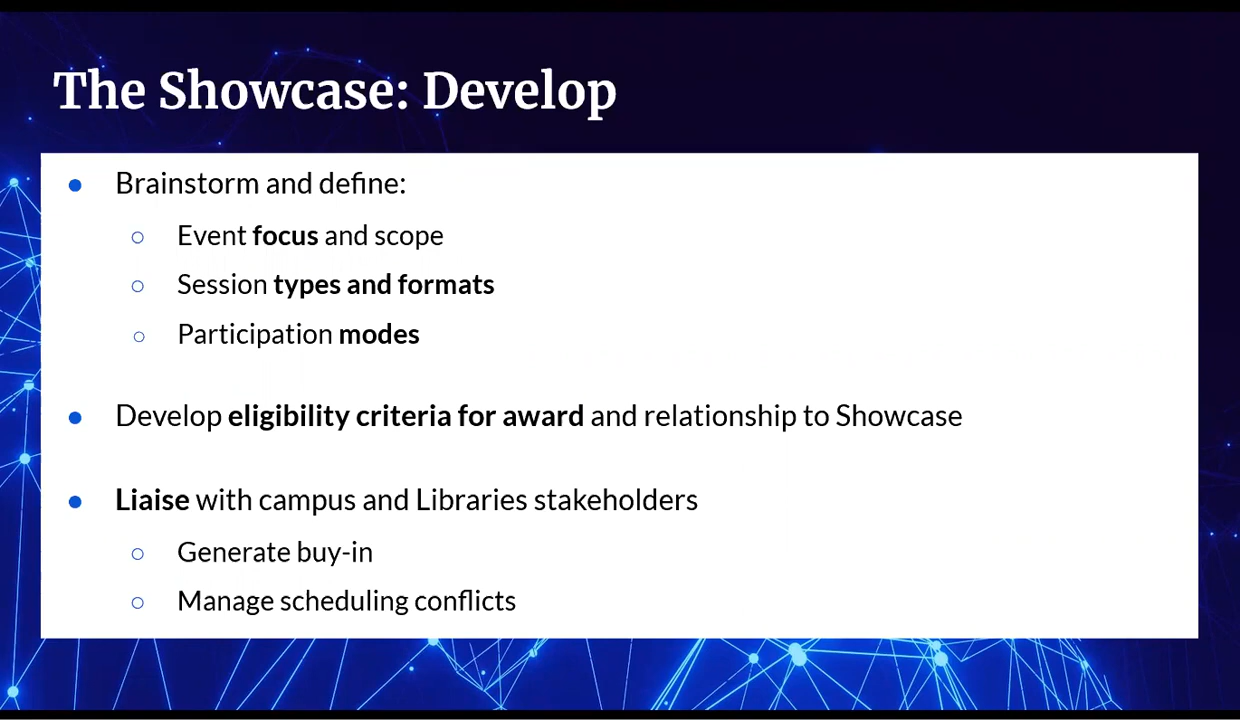 The Showcase: Develop
● Brainstorm and define:
○ Event focus and scope
○ Session types and formats
○ Participation modes
● Develop eligibility criteria for award and relationship to Showcase
● Liaise with campus and Libraries stakeholders
○ Generate buy-in
○ Manage scheduling conflicts